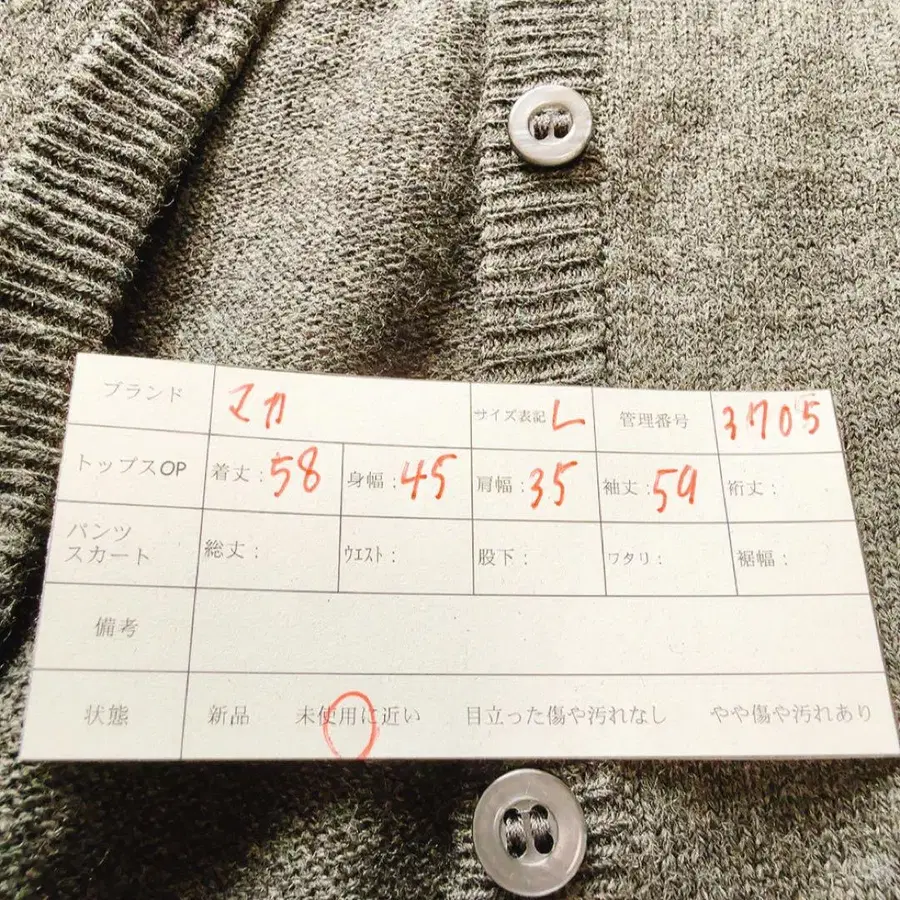 ブランド マカ サイズ表記 L 管理番号 3705
トップスOP 着丈:58 身幅:45 肩幅:35 袖丈:59 裄丈:
パンツ
スカート 総丈: ウエスト: 股下: ワタリ: 裾幅:
備考
状態 新品 未使用に近い 目立った傷や汚れなし やや傷や汚れあり